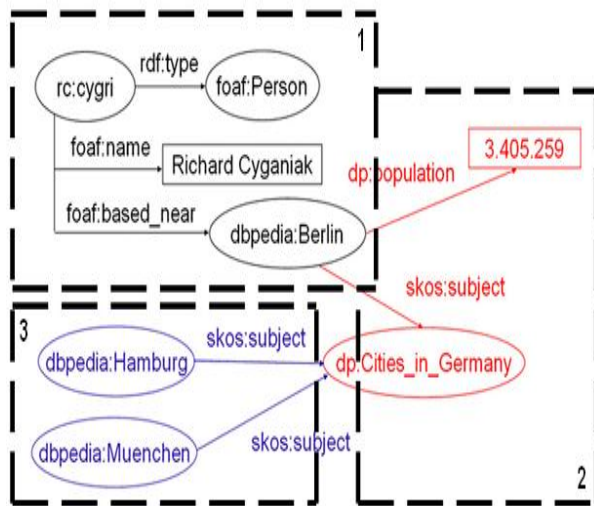 1
rdf:type
rc:cygri
foaf:Person
foaf:name
Richard Cyganiak
foaf:based_near
dbpedia:Berlin
3.405.259
dp:population
skos:subject
3
skos:subject
dbpedia:Hamburg
dp:Cities_in_Germany
dbpedia:Muenchen
skos:subject
2